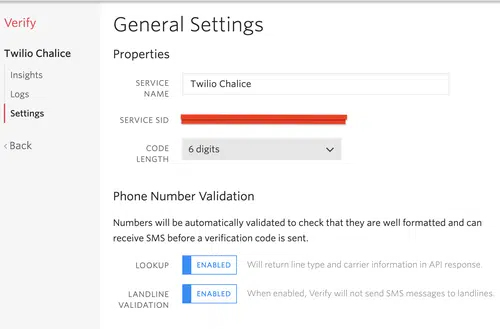 Verify
Twilio Chalice
Insights
Logs
Settings
‹ Back
General Settings
Properties
SERVICE NAME
Twilio Chalice
SERVICE SID
CODE LENGTH
6 digits
Phone Number Validation
Numbers will be automatically validated to check that they are well formatted and can
receive SMS before a verification code is sent.
LOOKUP
ENABLED
Will return line type and carrier information in API response.
LANDLINE VALIDATION
ENABLED
When enabled, Verify will not send SMS messages to landlines.